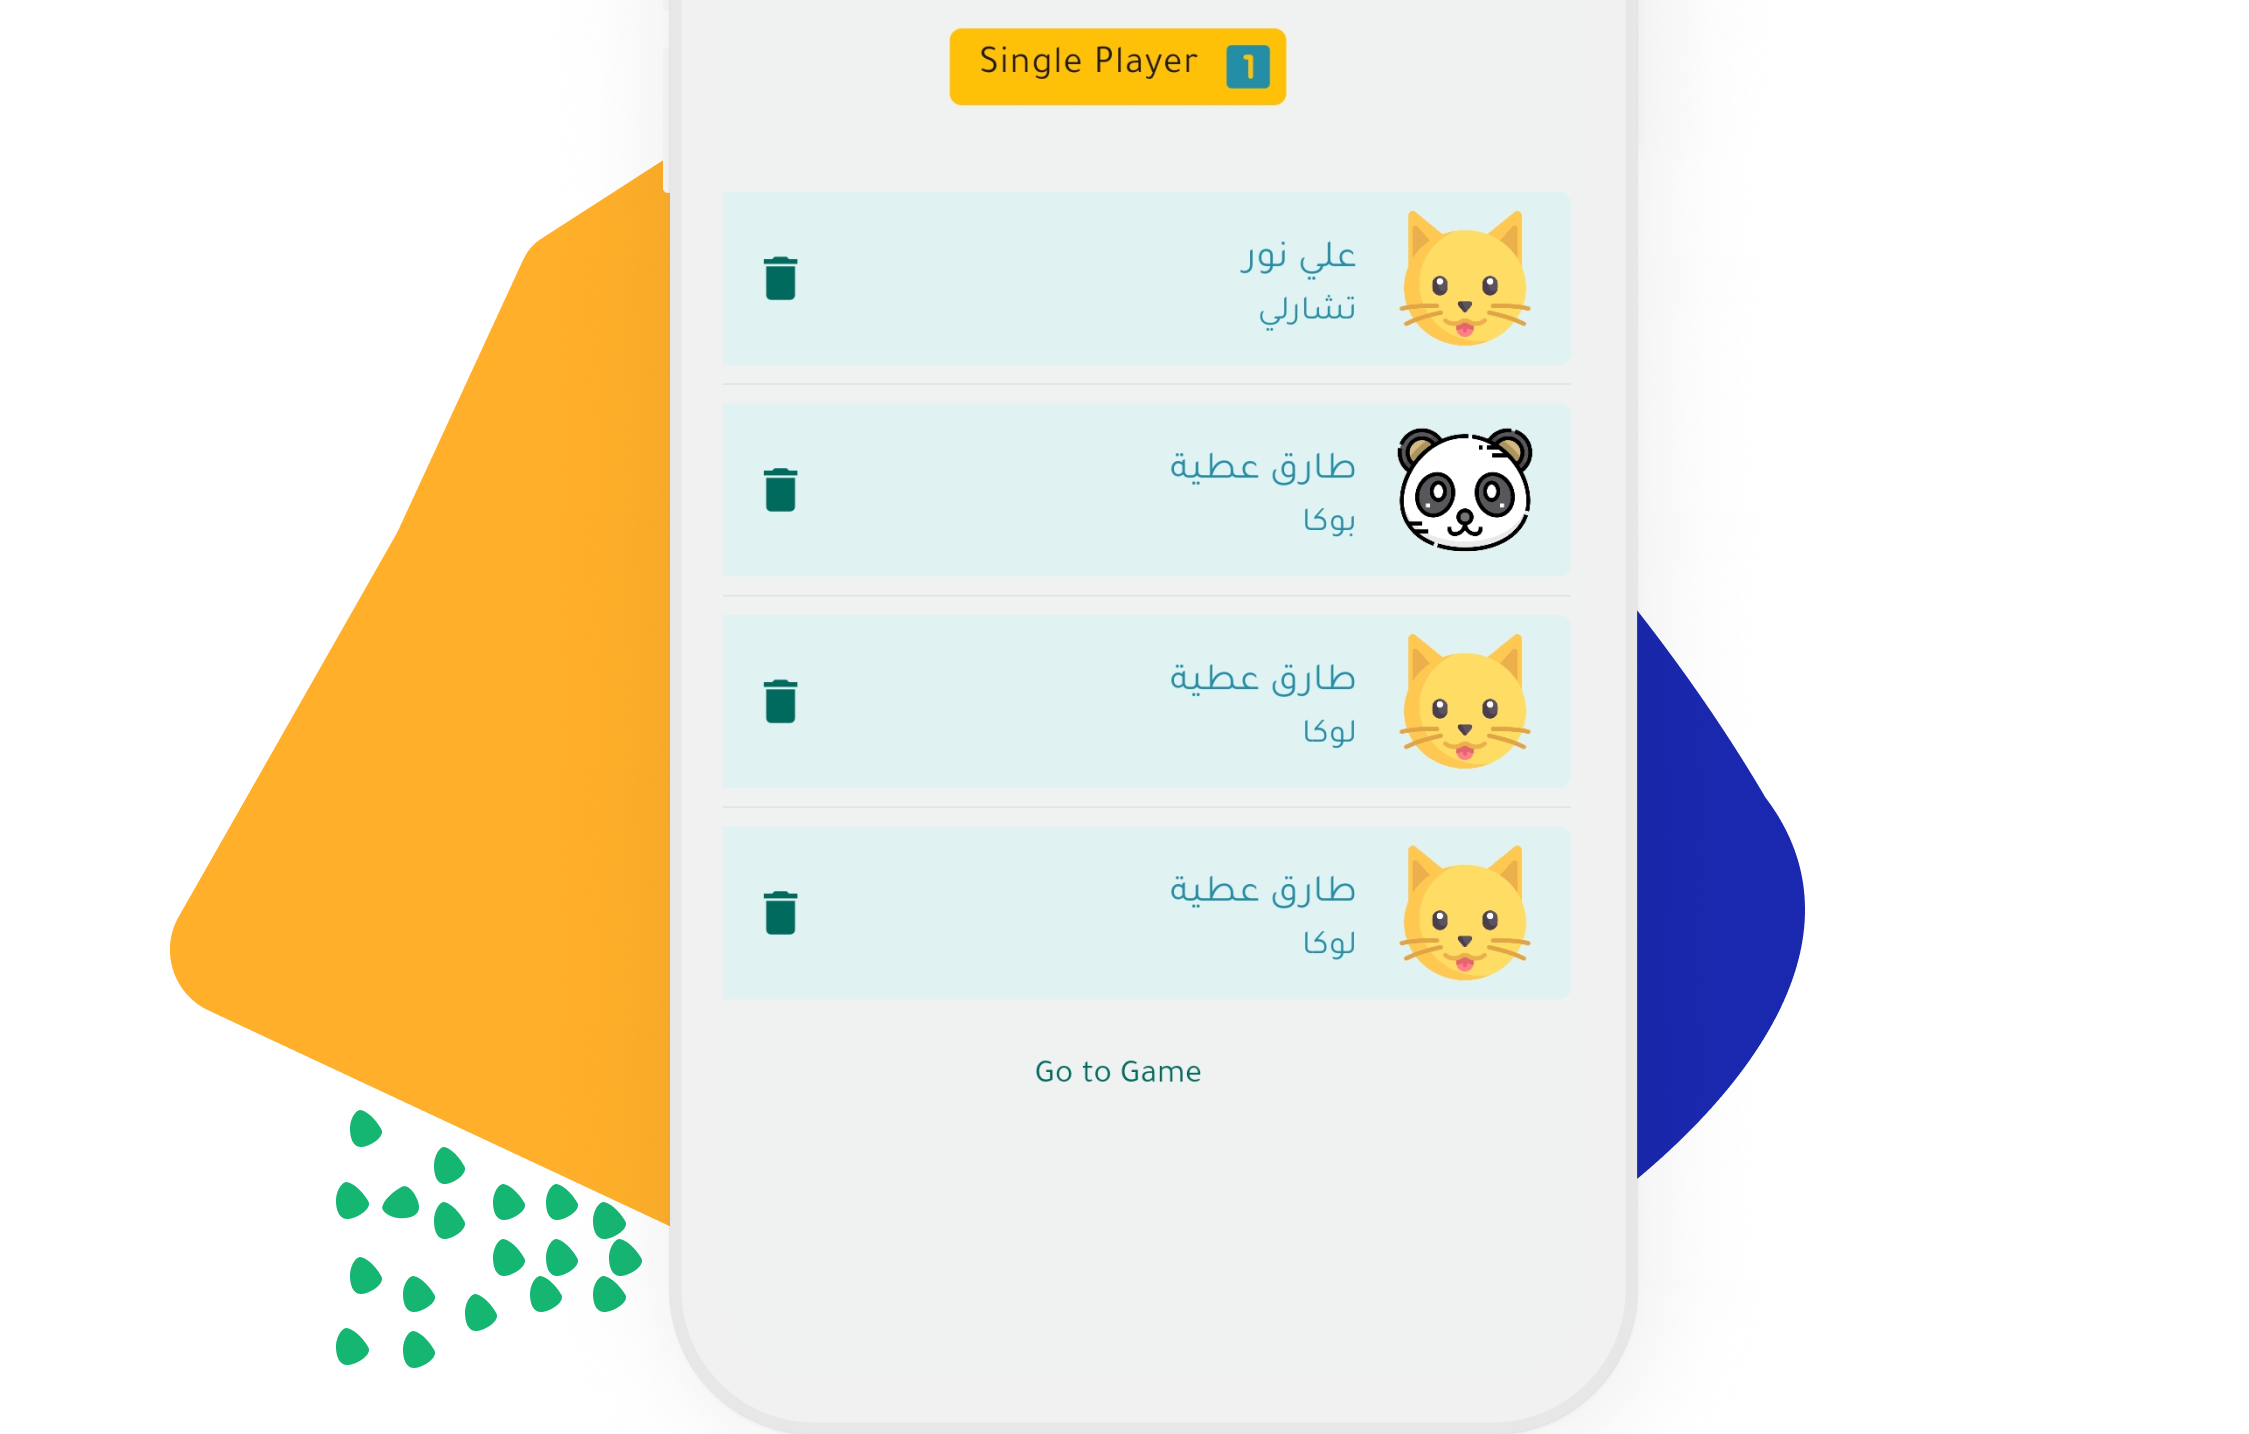 Single Player 1
علي نور
تشارلي
طارق عطية
بوكا
طارق عطية
لوكا
طارق عطية
لوكا
Go to Game